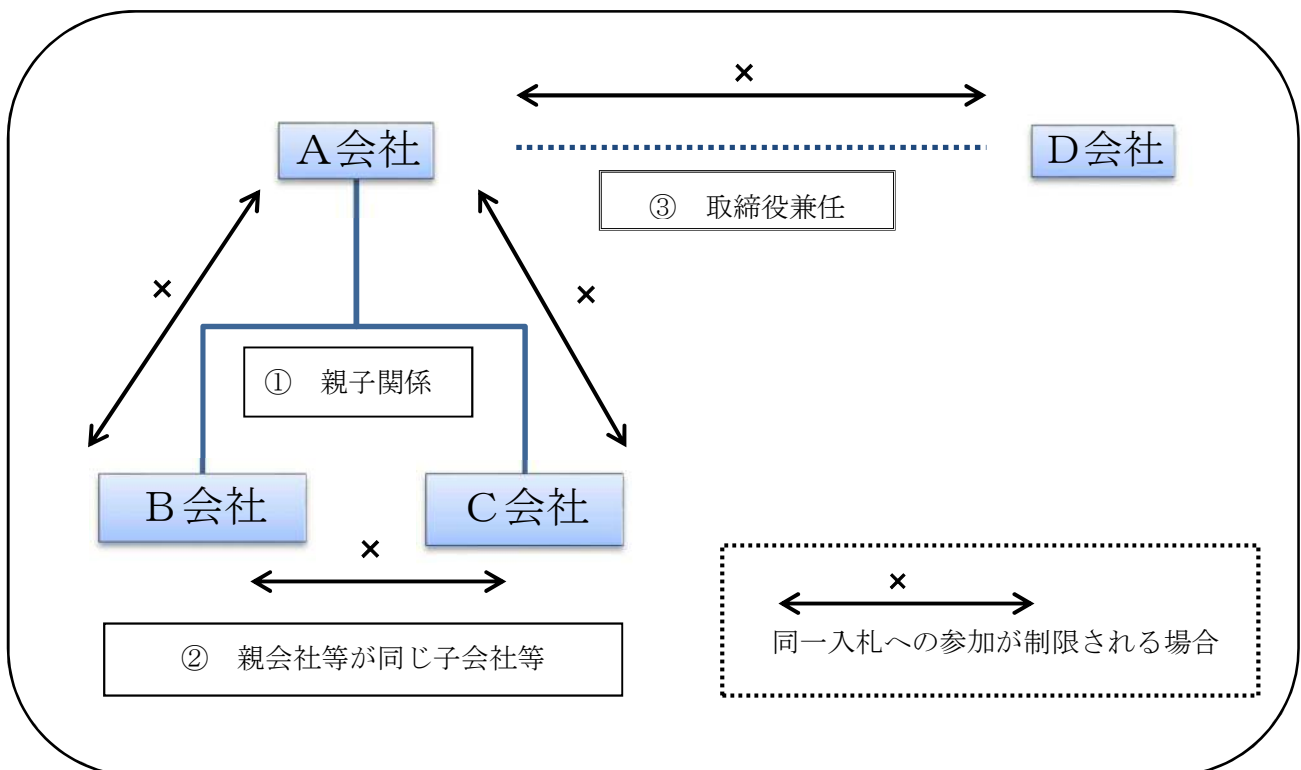 ×
A会社
D会社
③ 取締役兼任
×
×
① 親子関係
B会社
C会社
×
② 親会社等が同じ子会社等
×
同一入札への参加が制限される場合